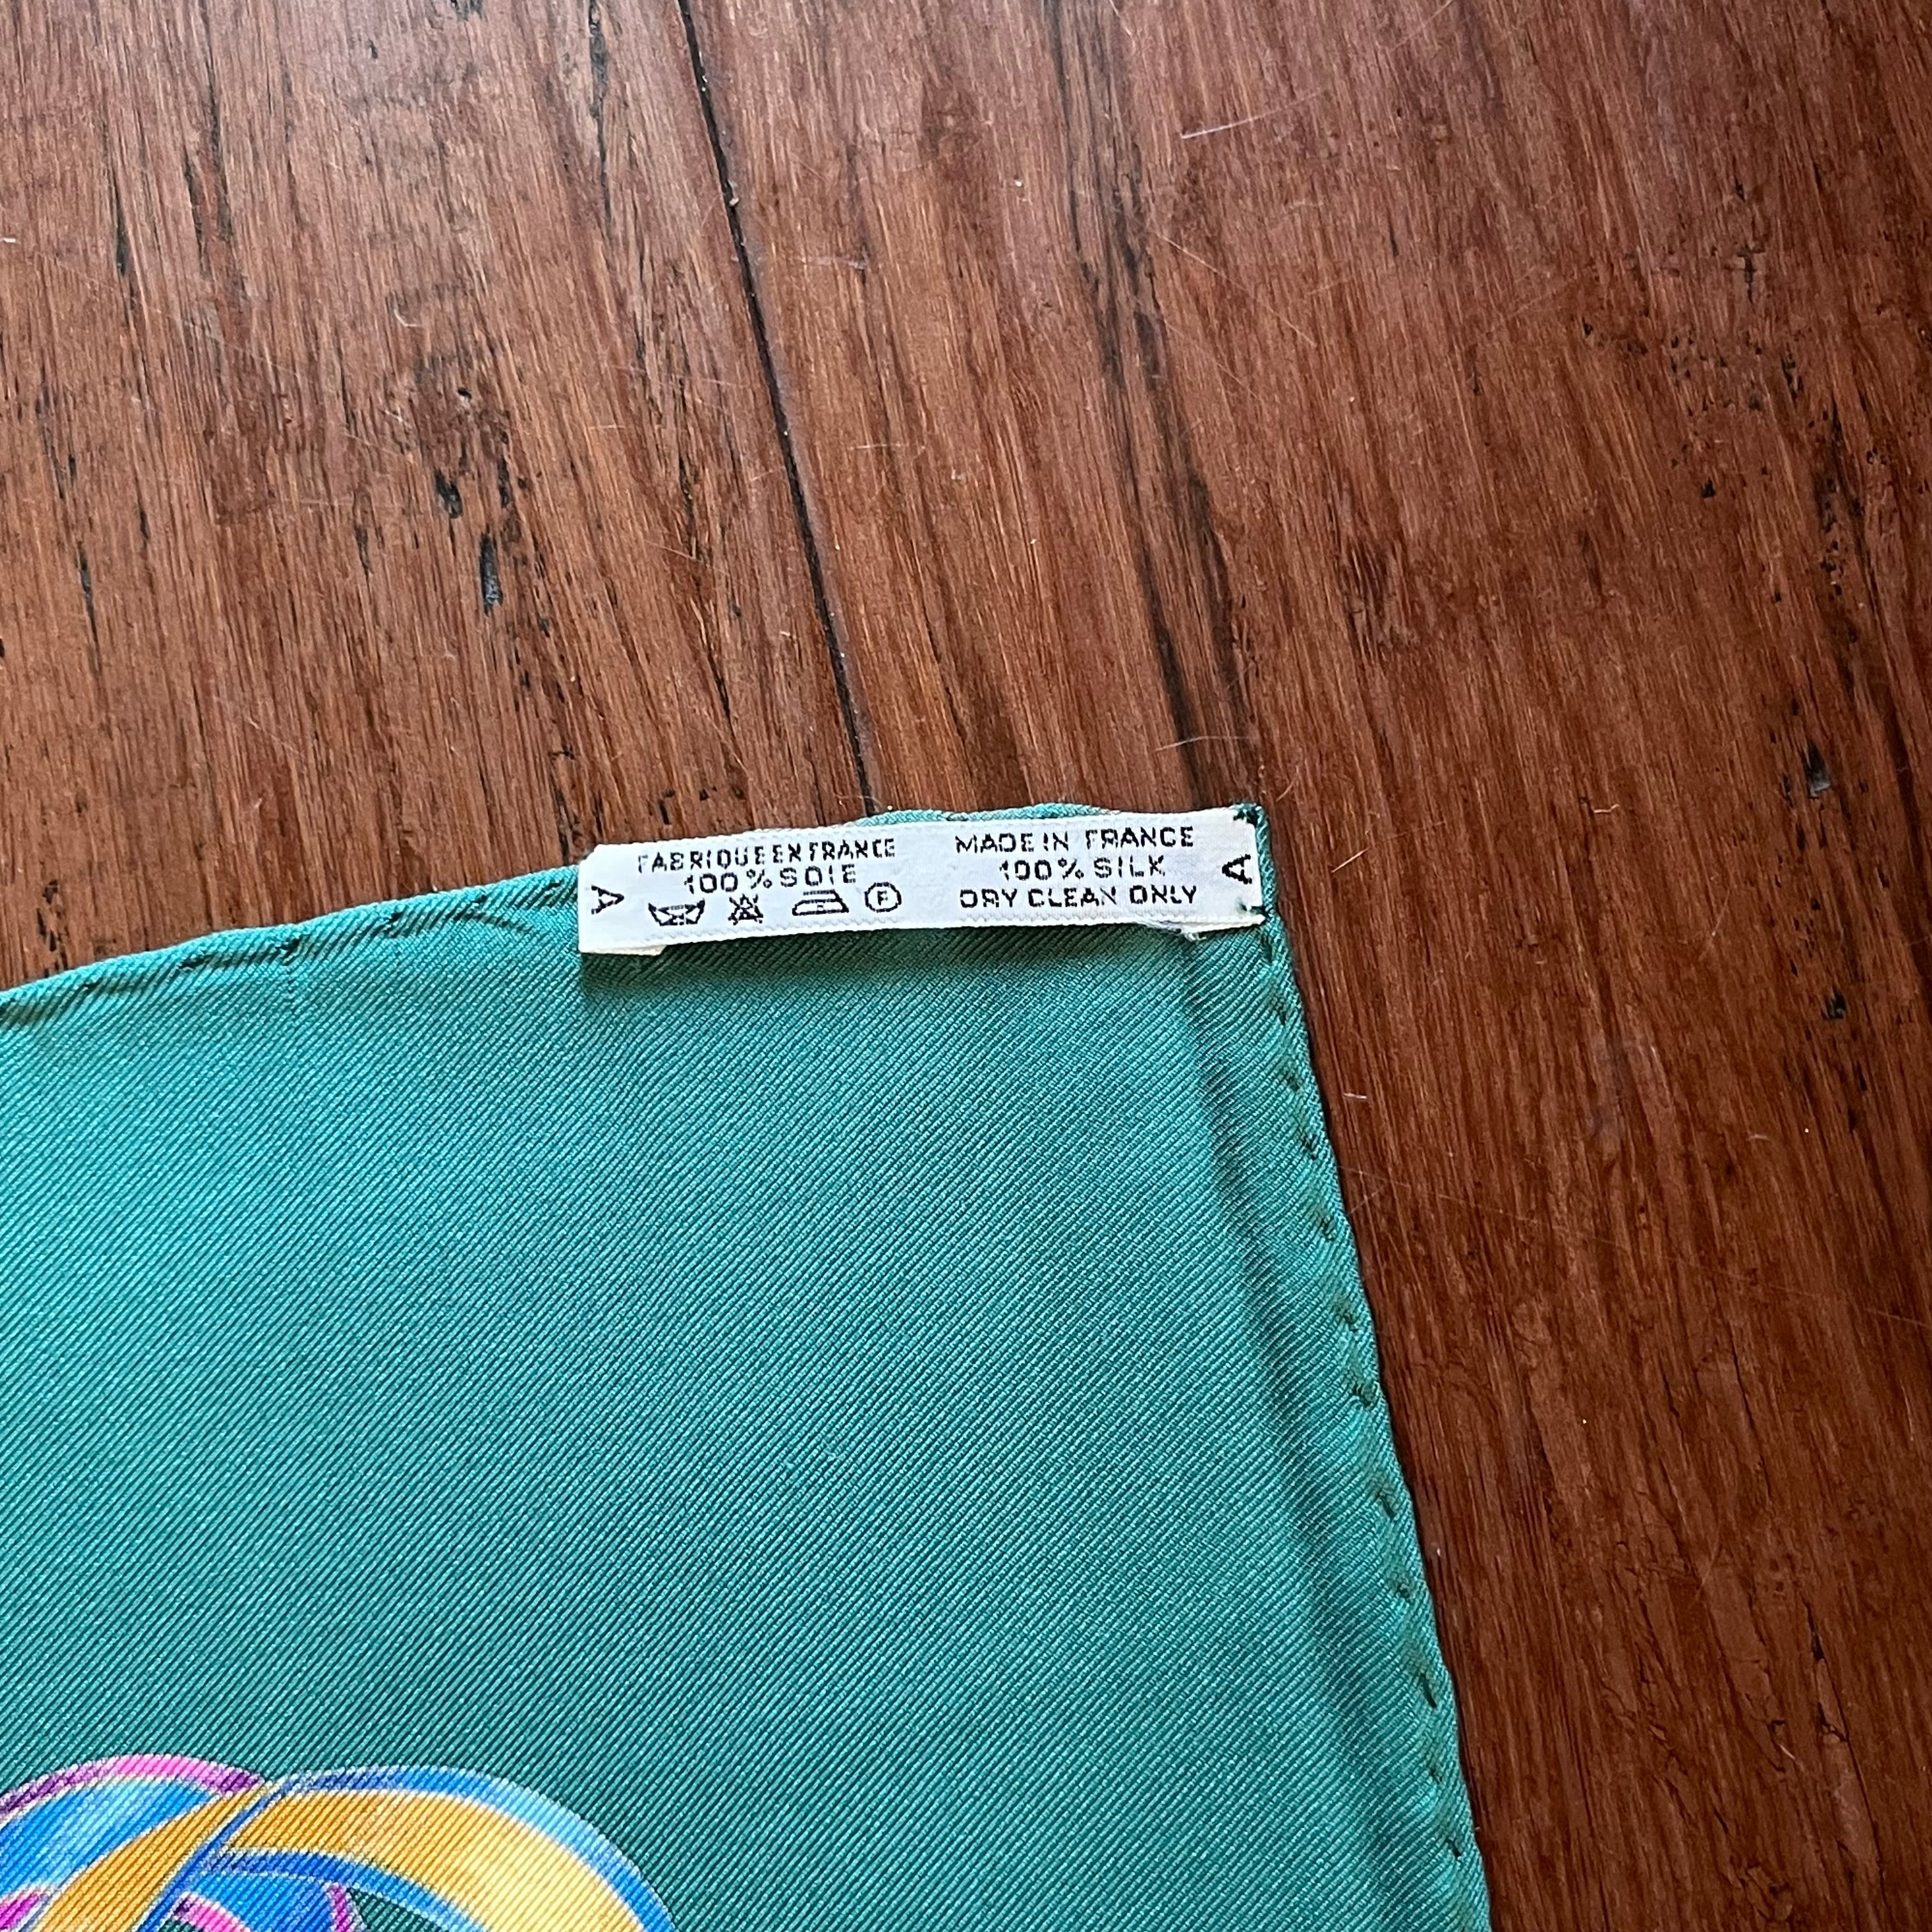 FABRIQUE EN FRANCE
100% SOIE
A
F
MADE IN FRANCE
100% SILK
DRY CLEAN ONLY
A